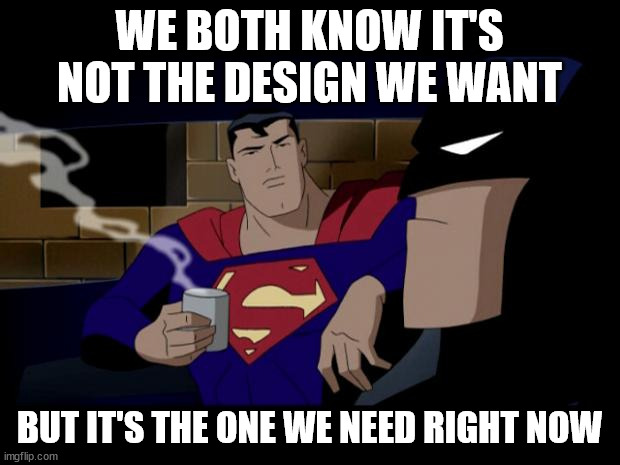 WE BOTH KNOW IT'S
NOT THE DESIGN WE WANT
BUT IT'S THE ONE WE NEED RIGHT NOW
imgflip.com